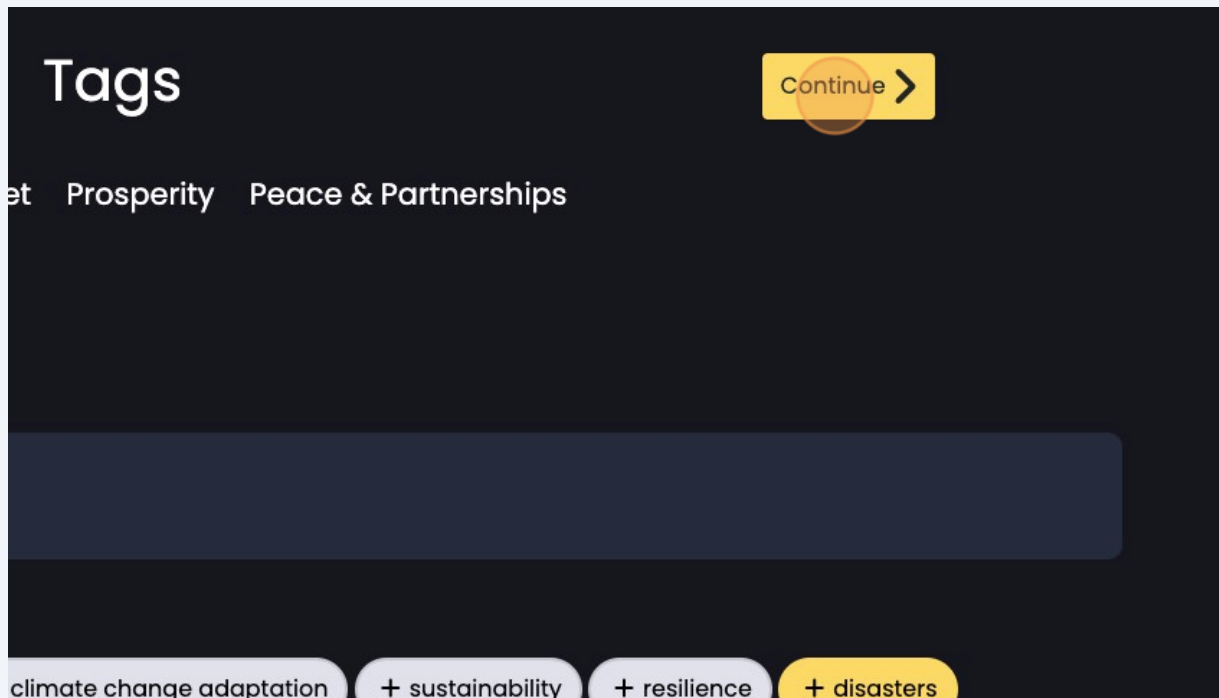 Tags
Continue
et Prosperity Peace & Partnerships
climate change adaptation + sustainability + resilience + disasters